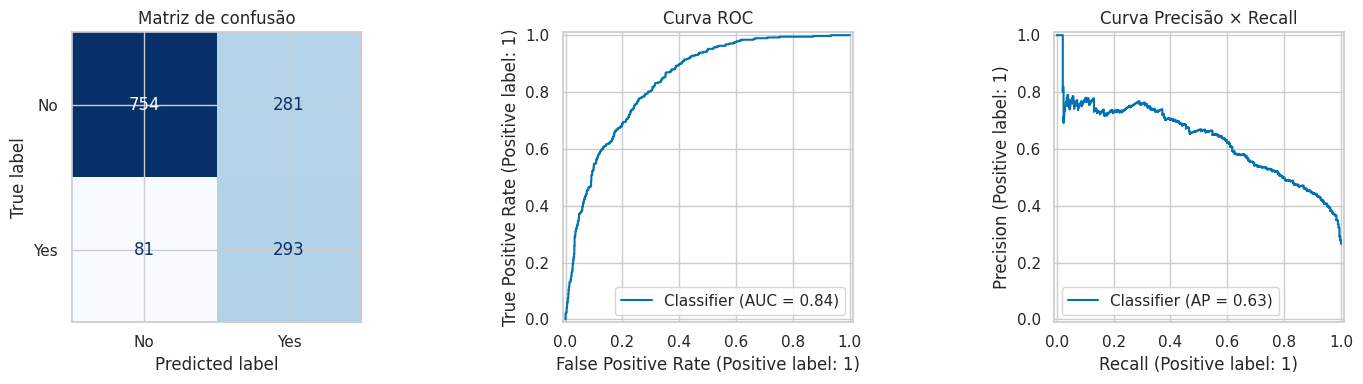 Matriz de confusão
True label
No
754
281
Yes
81
293
No
Yes
Predicted label
Curva ROC
True Positive Rate (Positive label: 1)
1.0
0.8
0.6
0.4
0.2
0.0
Classifier (AUC = 0.84)
0.0 0.2 0.4 0.6 0.8 1.0
False Positive Rate (Positive label: 1)
Curva Precisão × Recall
Precision (Positive label: 1)
1.0
0.8
0.6
0.4
0.2
0.0
Classifier (AP = 0.63)
0.0 0.2 0.4 0.6 0.8 1.0
Recall (Positive label: 1)